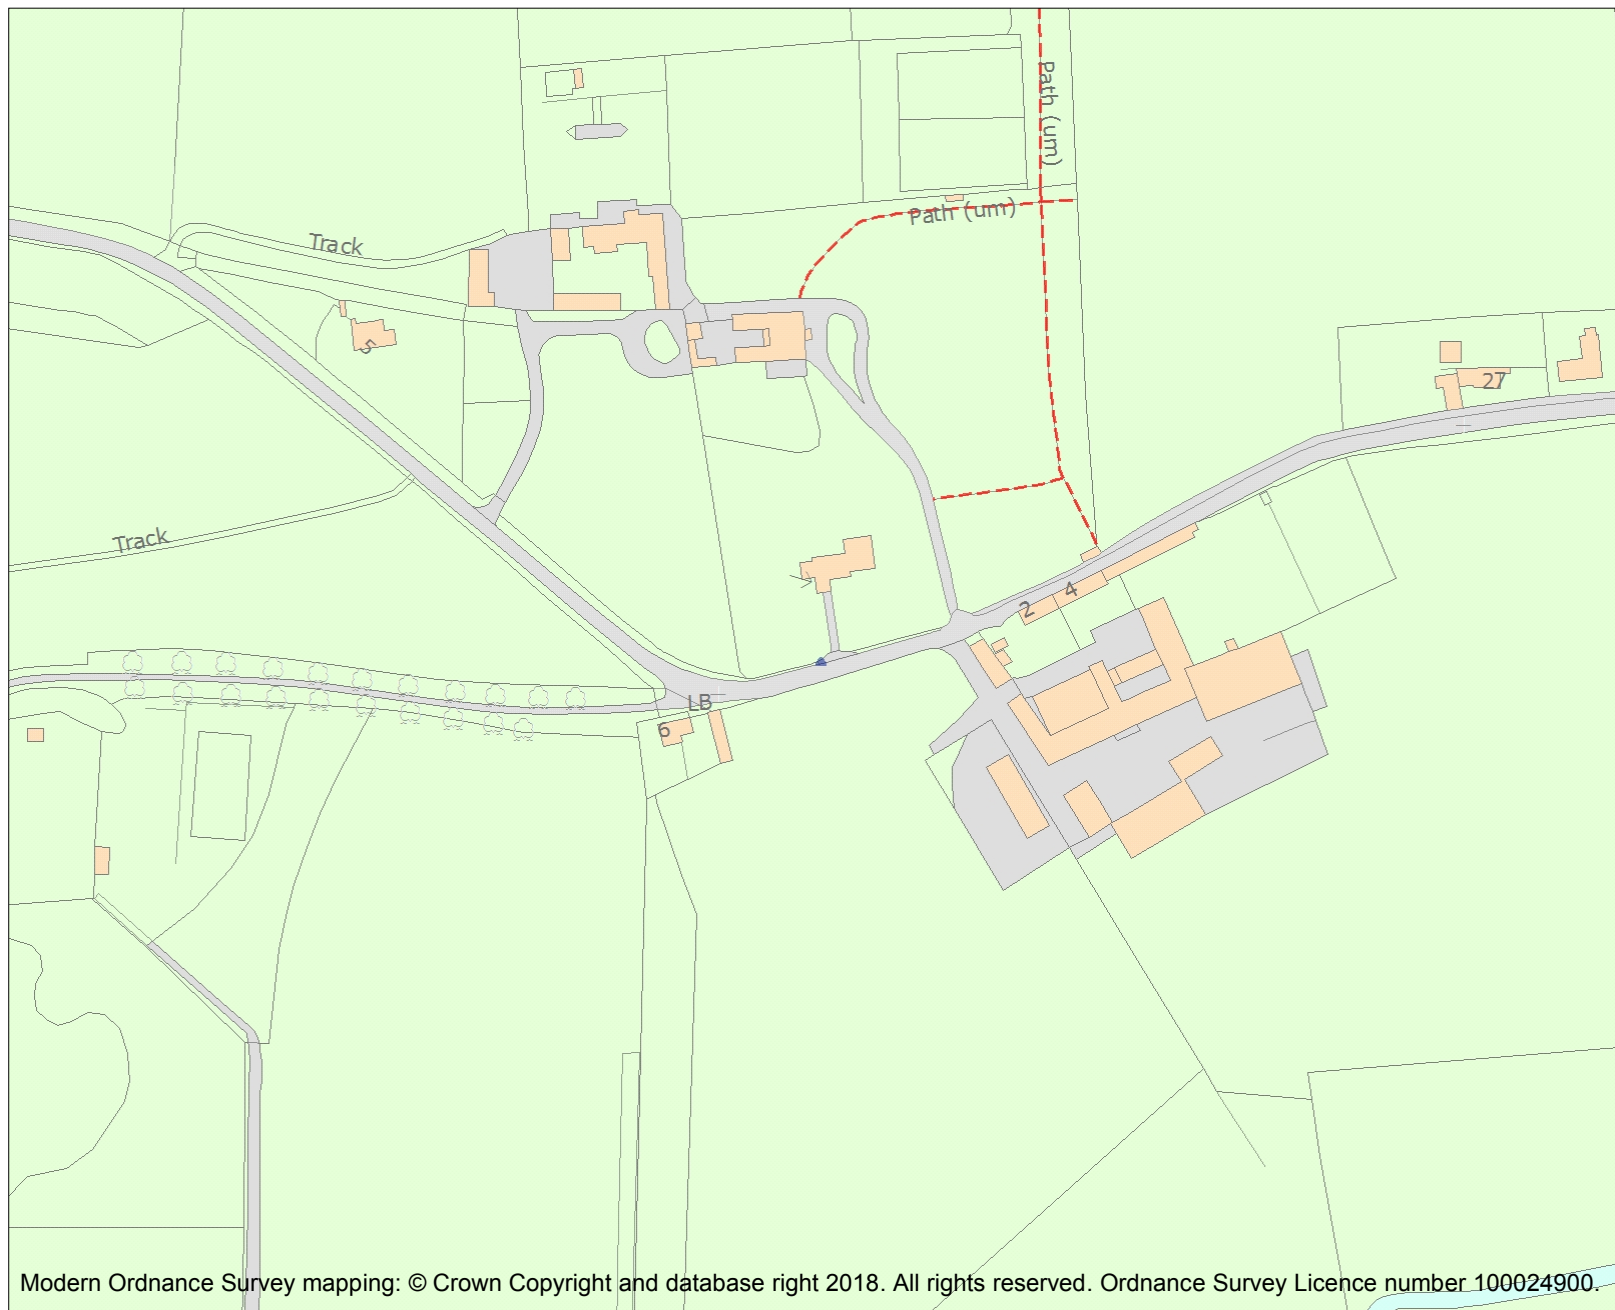 Path (um)
Path (um)
Track
5
27
Track
2
4
LB
6
Modern Ordnance Survey mapping: © Crown Copyright and database right 2018. All rights reserved. Ordnance Survey Licence number 100024900.